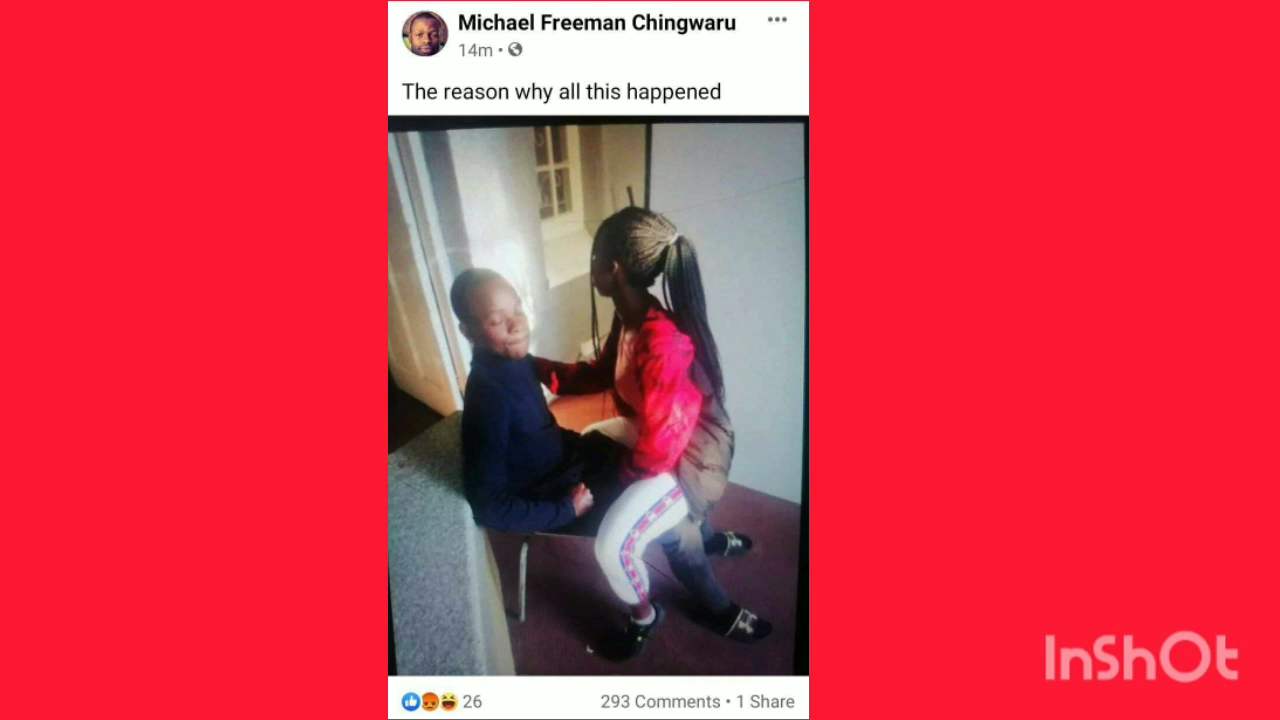 Michael Freeman Chingwaru
14m
The reason why all this happened
26
293 Comments • 1 Share
InShOt